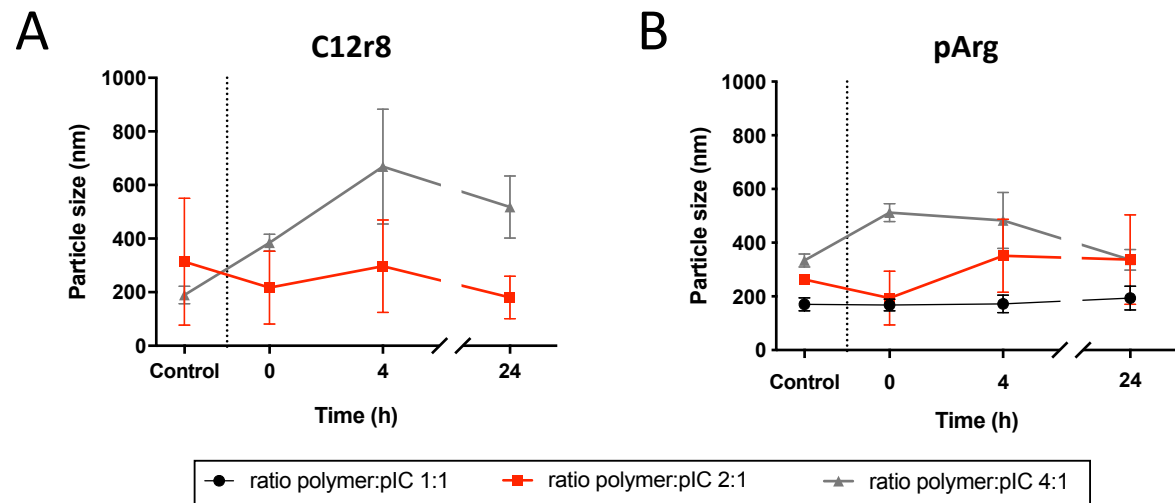 A
C12r8
Particle size (nm)
1000
800
600
400
200
0
Control
0
4
24
Time (h)
B
pArg
Particle size (nm)
1000
800
600
400
200
0
Control
0
4
24
Time (h)
ratio polymer:pIC 1:1
ratio polymer:pIC 2:1
ratio polymer:pIC 4:1